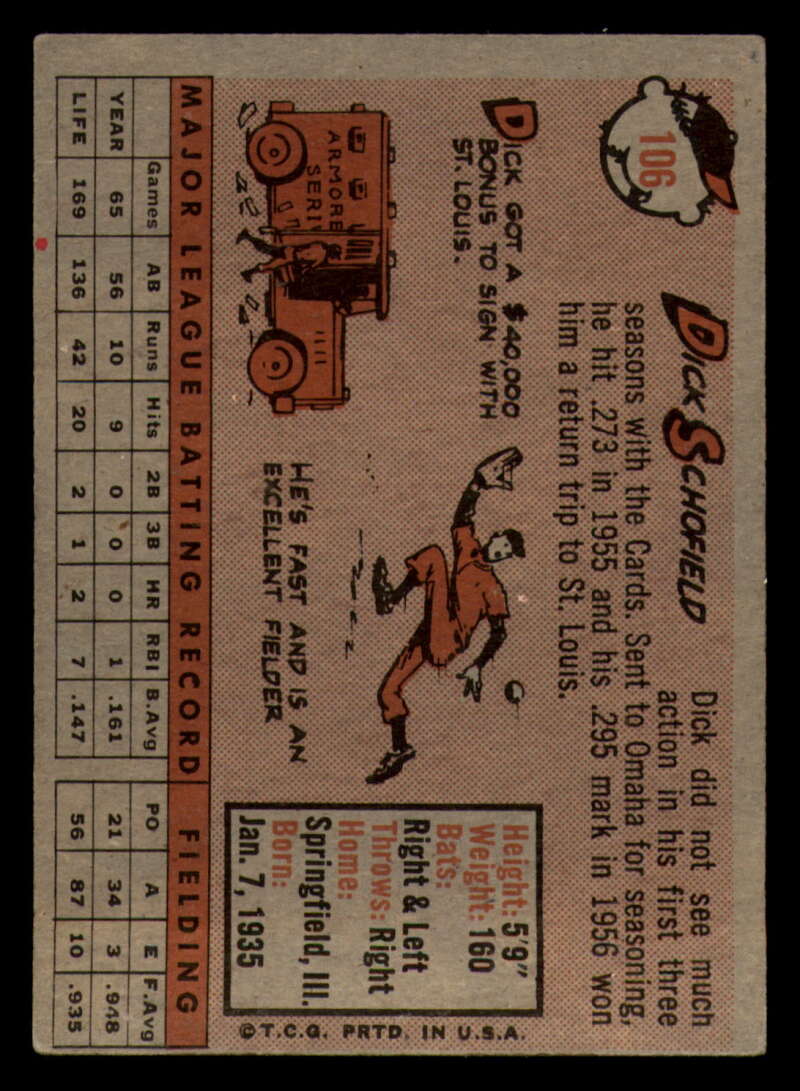 106
DICK SCHOFIELD
Dick did not see much
action in his first three
seasons with the Cards. Sent to Omaha for seasoning,
he hit .273 in 1955 and his .295 mark in 1956 won
him a return trip to St. Louis.
DICK GOT A $40,000
BONUS TO SIGN WITH
ST. LOUIS.
ARMORE
SERV
HE'S FAST AND IS AN
EXCELLENT FIELDER
Height: 5'9"
Weight: 160
Bats:
Right & Left
Throws: Right
Home:
Springfield, Ill.
Born:
Jan. 7, 1935
©T.C.G. PRTD. IN U.S.A.
MAJOR LEAGUE BATTING RECORD FIELDING
Games AB Runs Hits 2B 3B HR RBI B.Avg PO A E F.Avg
YEAR 65 56 10 9 0 0 0 1 .161 21 34 3 .948
LIFE 169 136 42 20 2 1 2 7 .147 56 87 10 .935